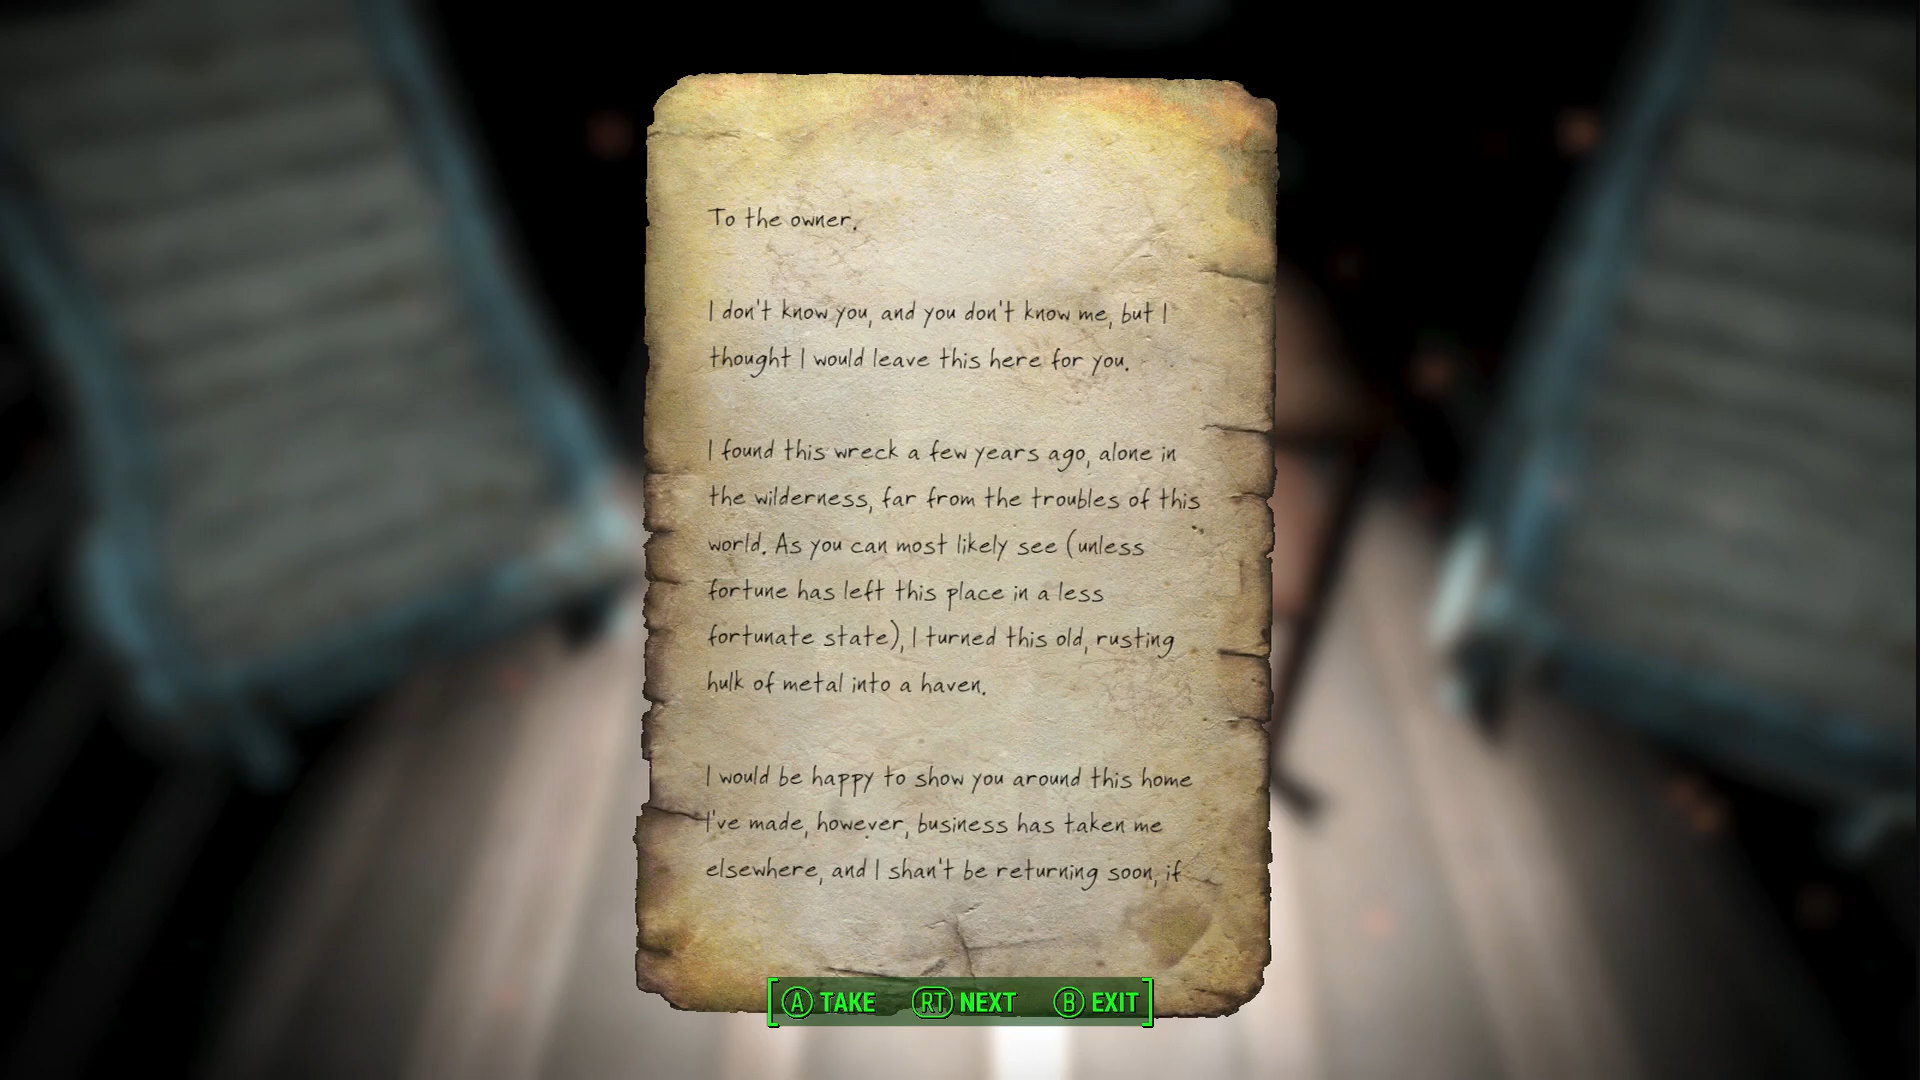 To the owner.
I don't know you, and you don't know me, but I
thought I would leave this here for you.
I found this wreck a few years ago, alone in
the wilderness, far from the troubles of this
world. As you can most likely see (unless
fortune has left this place in a less
fortunate state), I turned this old, rusting
hulk of metal into a haven.
I would be happy to show you around this home
I've made, however, business has taken me
elsewhere, and I shan't be returning soon, if
A TAKE RT NEXT B EXIT